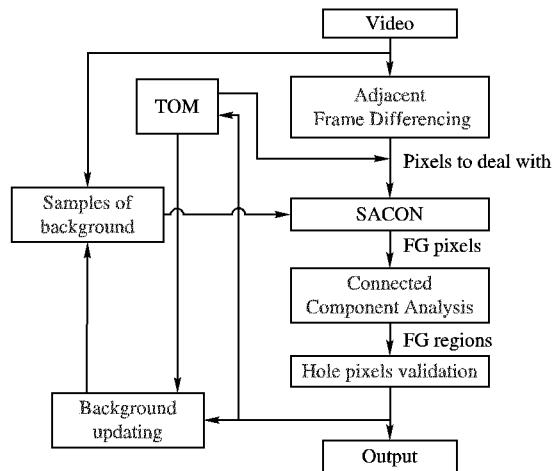 Video
Adjacent
Frame Differencing
TOM
Pixels to deal with
Samples of
background
SACON
FG pixels
Connected
Component Analysis
FG regions
Hole pixels validation
Background
updating
Output